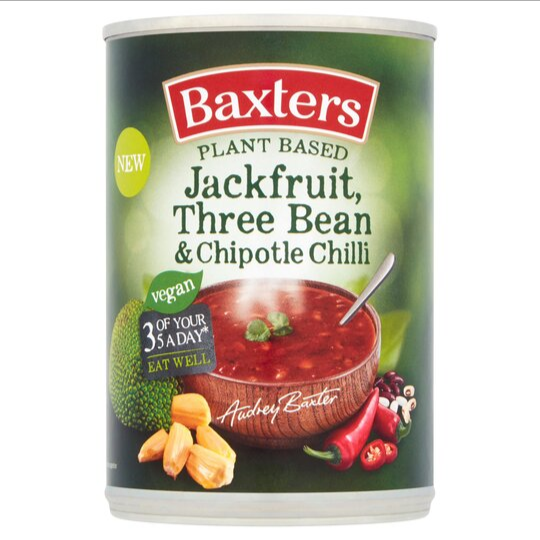 Baxters
PLANT BASED
Jackfruit,
Three Bean
& Chipotle Chilli
NEW
vegan
3 OF YOUR
5 A DAY*
EAT WELL
Audrey Baxter